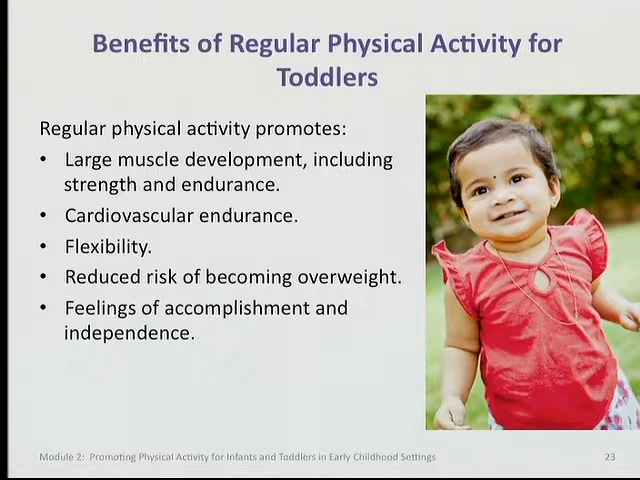 Benefits of Regular Physical Activity for
Toddlers
Regular physical activity promotes:
• Large muscle development, including
strength and endurance.
• Cardiovascular endurance.
• Flexibility.
• Reduced risk of becoming overweight.
• Feelings of accomplishment and
independence.
Module 2: Promoting Physical Activity for Infants and Toddlers in Early Childhood Settings
23